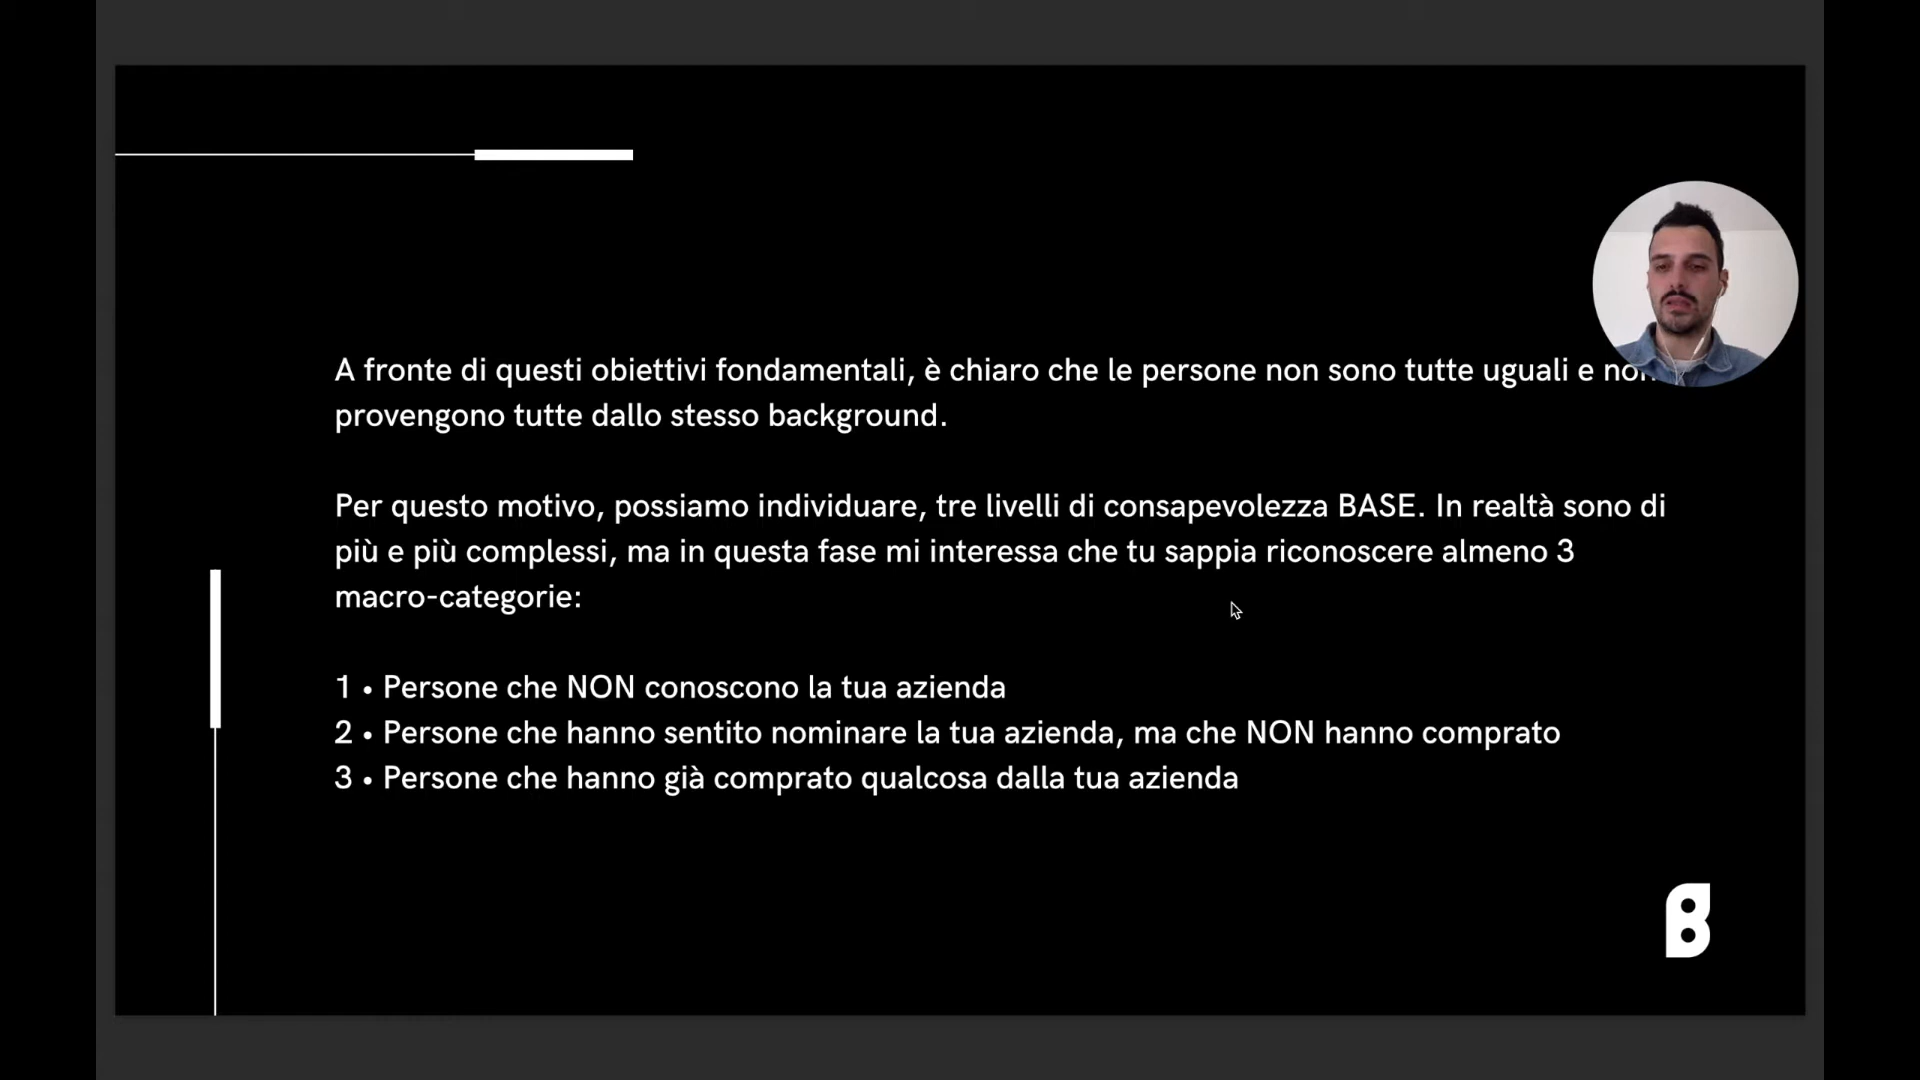 A fronte di questi obiettivi fondamentali, è chiaro che le persone non sono tutte uguali e non
provengono tutte dallo stesso background.
Per questo motivo, possiamo individuare, tre livelli di consapevolezza BASE. In realtà sono di
più e più complessi, ma in questa fase mi interessa che tu sappia riconoscere almeno 3
macro-categorie:
1 • Persone che NON conoscono la tua azienda
2 • Persone che hanno sentito nominare la tua azienda, ma che NON hanno comprato
3 • Persone che hanno già comprato qualcosa dalla tua azienda
B